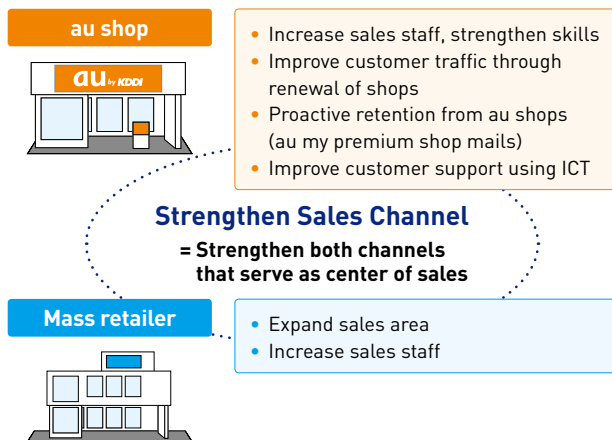 au shop
au by KDDI
• Increase sales staff, strengthen skills
• Improve customer traffic through
renewal of shops
• Proactive retention from au shops
(au my premium shop mails)
• Improve customer support using ICT
Strengthen Sales Channel
= Strengthen both channels
that serve as center of sales
Mass retailer
• Expand sales area
• Increase sales staff